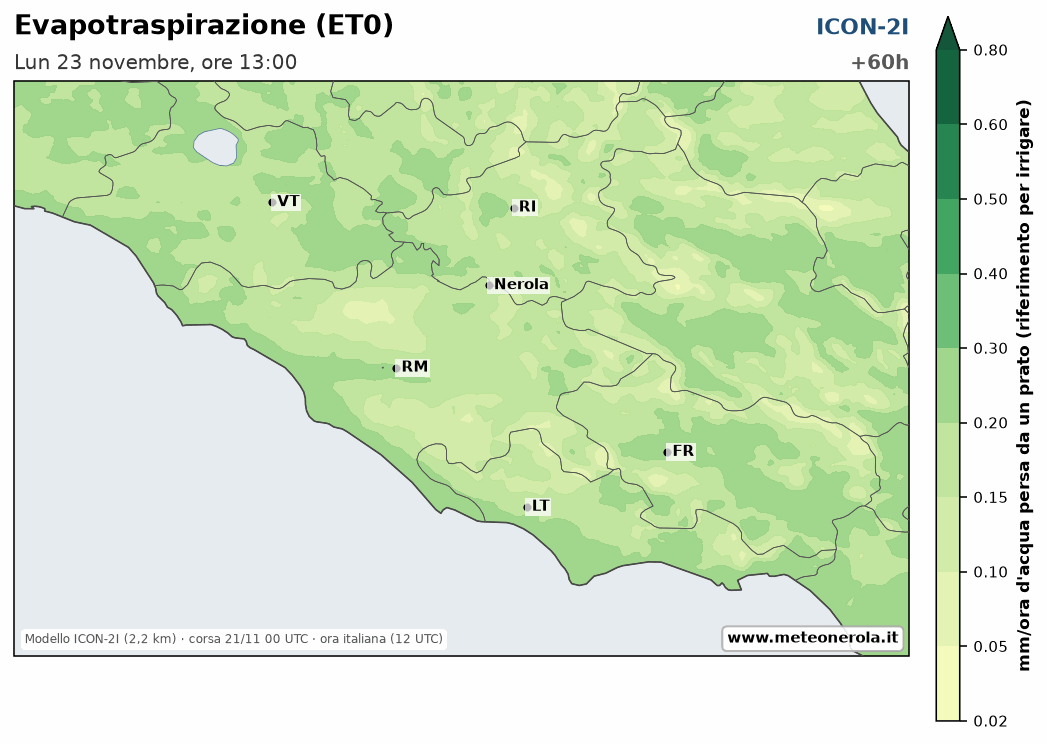 Evapotraspirazione (ET0)
ICON-2I
Lun 23 novembre, ore 13:00
+60h
VT
RI
Nerola
RM
FR
LT
Modello ICON-2I (2,2 km) · corsa 21/11 00 UTC · ora italiana (12 UTC)
www.meteonerola.it
0.80
0.60
0.50
0.40
0.30
0.20
0.15
0.10
0.05
0.02
mm/ora d'acqua persa da un prato (riferimento per irrigare)